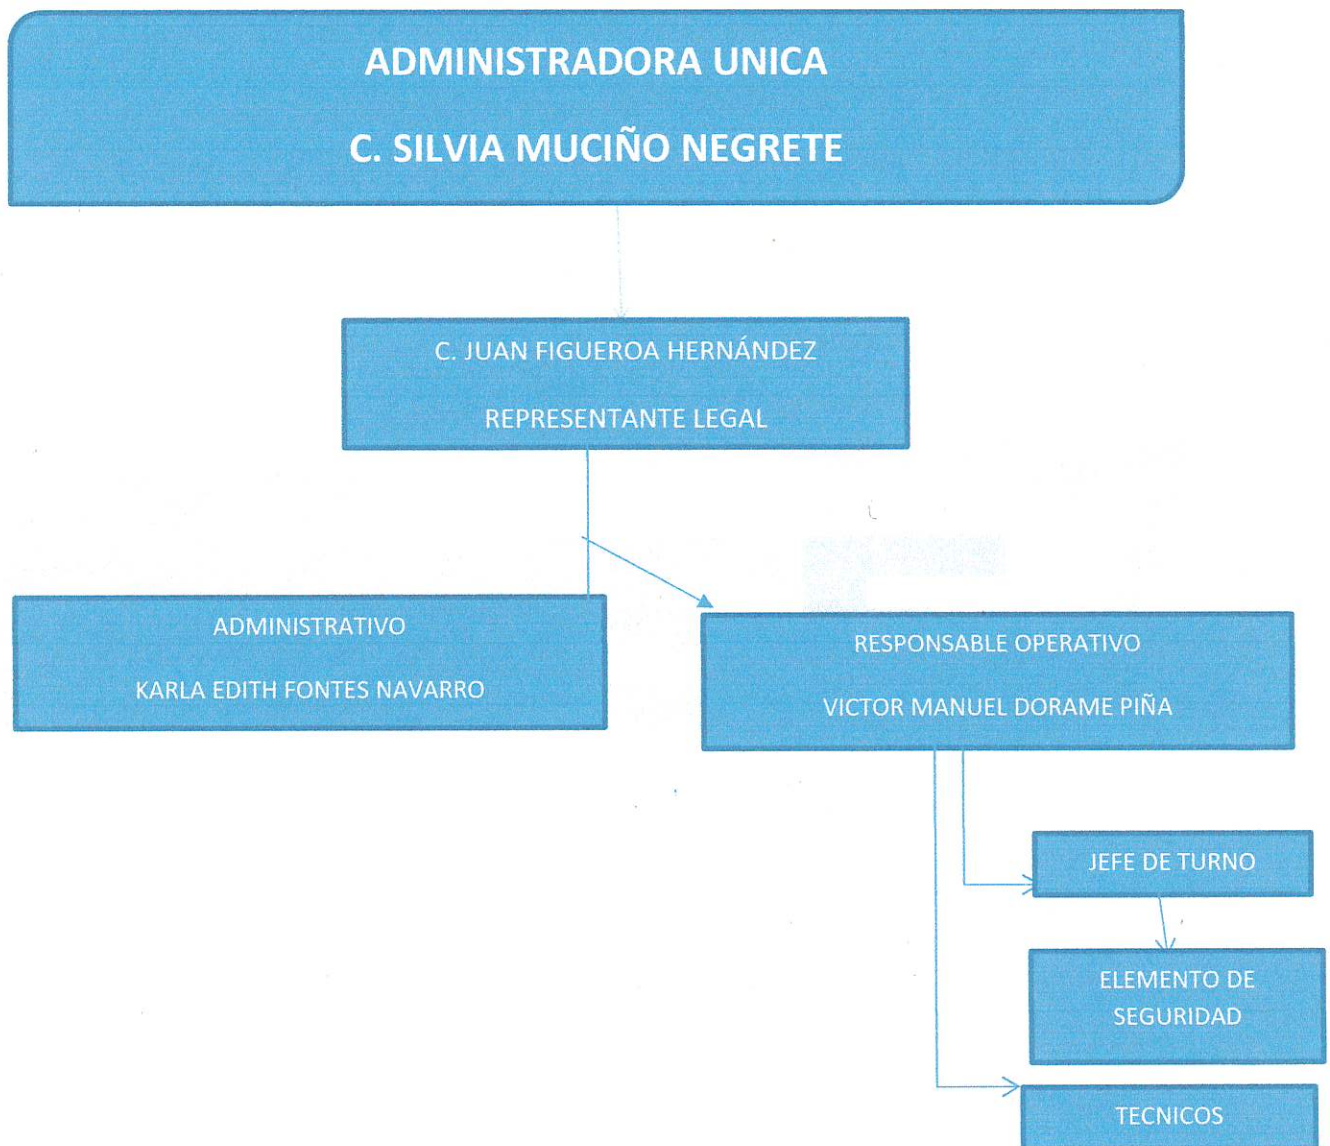 ADMINISTRADORA UNICA
C. SILVIA MUCIÑO NEGRETE
C. JUAN FIGUEROA HERNÁNDEZ
REPRESENTANTE LEGAL
ADMINISTRATIVO
KARLA EDITH FONTES NAVARRO
RESPONSABLE OPERATIVO
VICTOR MANUEL DORAME PIÑA
JEFE DE TURNO
ELEMENTO DE
SEGURIDAD
TECNICOS